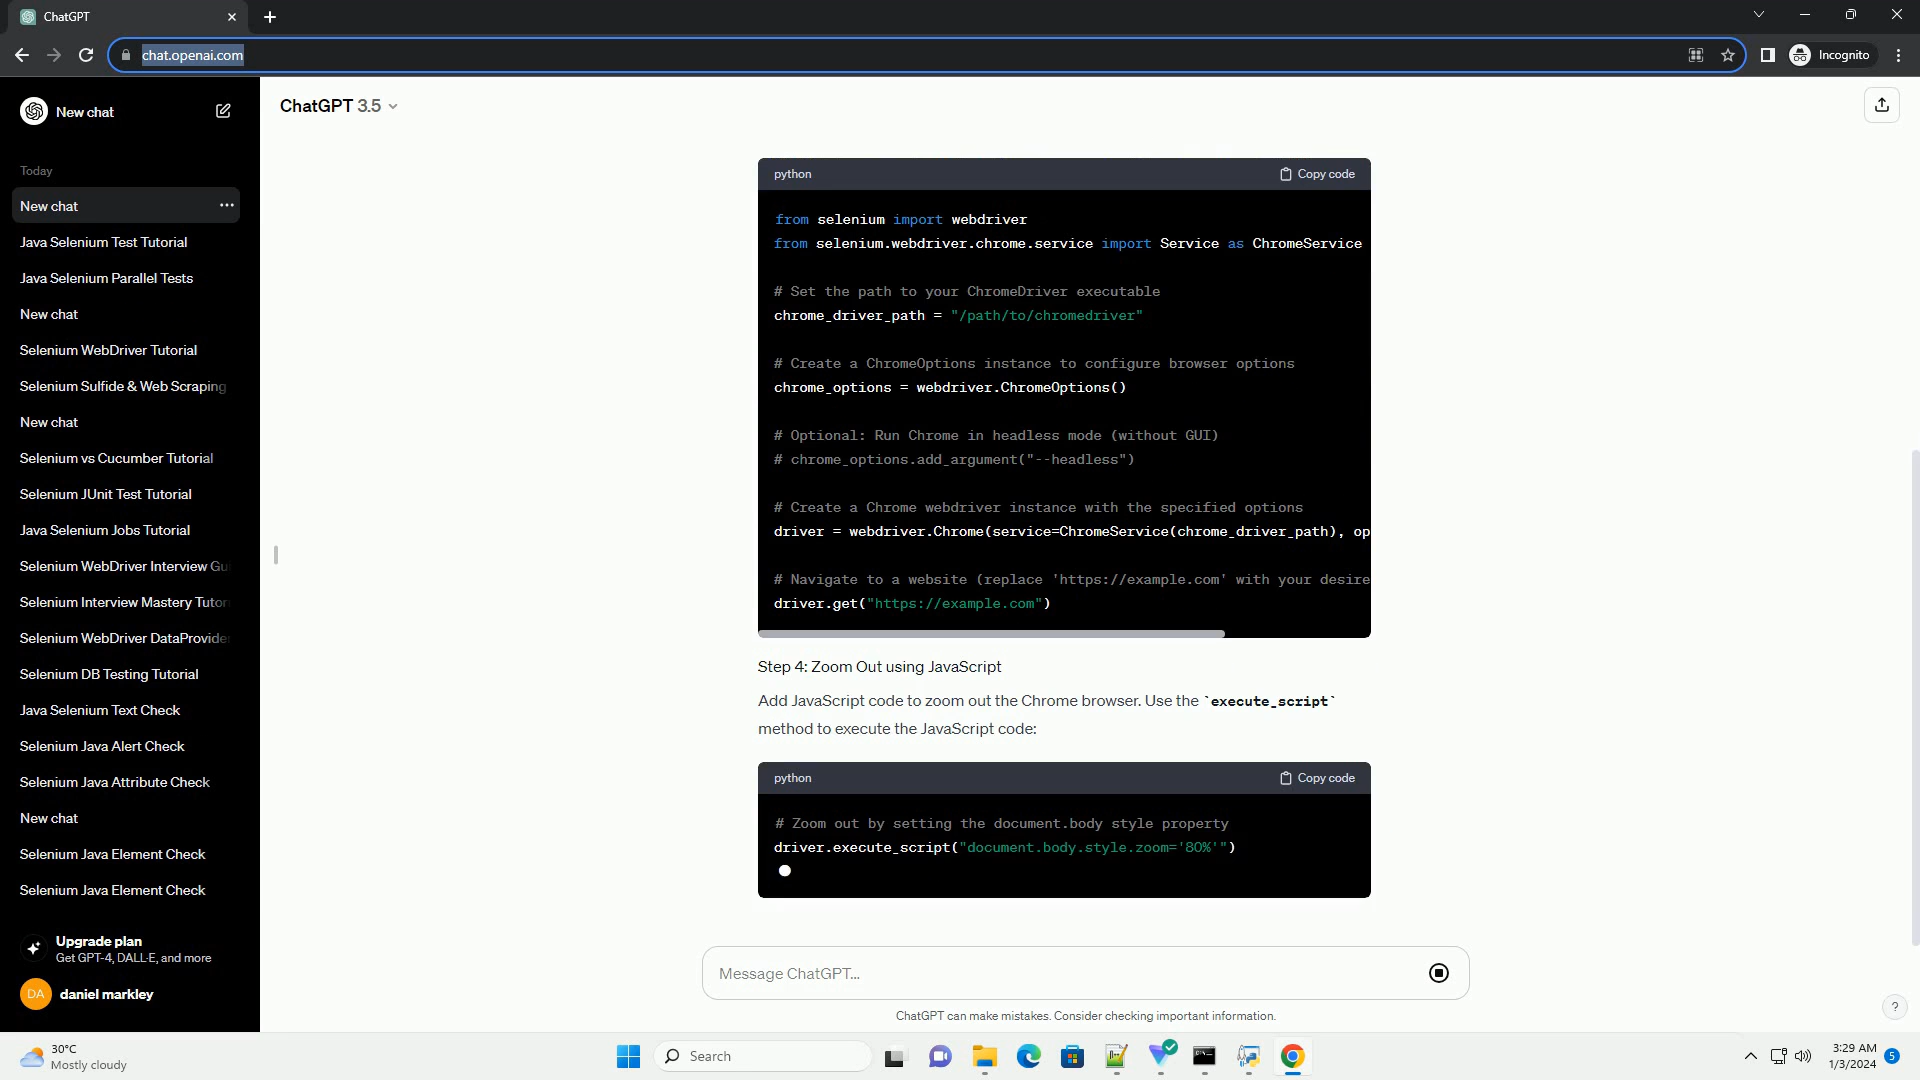 ChatGPT
chat.openai.com
Incognito
New chat
Today
New chat
Java Selenium Test Tutorial
Java Selenium Parallel Tests
New chat
Selenium WebDriver Tutorial
Selenium Sulfide & Web Scraping
New chat
Selenium vs Cucumber Tutorial
Selenium JUnit Test Tutorial
Java Selenium Jobs Tutorial
Selenium WebDriver Interview Gui
Selenium Interview Mastery Tutor
Selenium WebDriver DataProvider
Selenium DB Testing Tutorial
Java Selenium Text Check
Selenium Java Alert Check
Selenium Java Attribute Check
New chat
Selenium Java Element Check
Selenium Java Element Check
Upgrade plan
Get GPT-4, DALL·E, and more
DA daniel markley
ChatGPT 3.5
python Copy code
from selenium import webdriver
from selenium.webdriver.chrome.service import Service as ChromeService
# Set the path to your ChromeDriver executable
chrome_driver_path = "/path/to/chromedriver"
# Create a ChromeOptions instance to configure browser options
chrome_options = webdriver.ChromeOptions()
# Optional: Run Chrome in headless mode (without GUI)
# chrome_options.add_argument("--headless")
# Create a Chrome webdriver instance with the specified options
driver = webdriver.Chrome(service=ChromeService(chrome_driver_path), op
# Navigate to a website (replace 'https://example.com' with your desire
driver.get("https://example.com")
Step 4: Zoom Out using JavaScript
Add JavaScript code to zoom out the Chrome browser. Use the `execute_script`
method to execute the JavaScript code:
python Copy code
# Zoom out by setting the document.body style property
driver.execute_script("document.body.style.zoom='80%'")
Message ChatGPT...
ChatGPT can make mistakes. Consider checking important information.
?
30°C
Mostly cloudy
Search
3:29 AM
1/3/2024
5